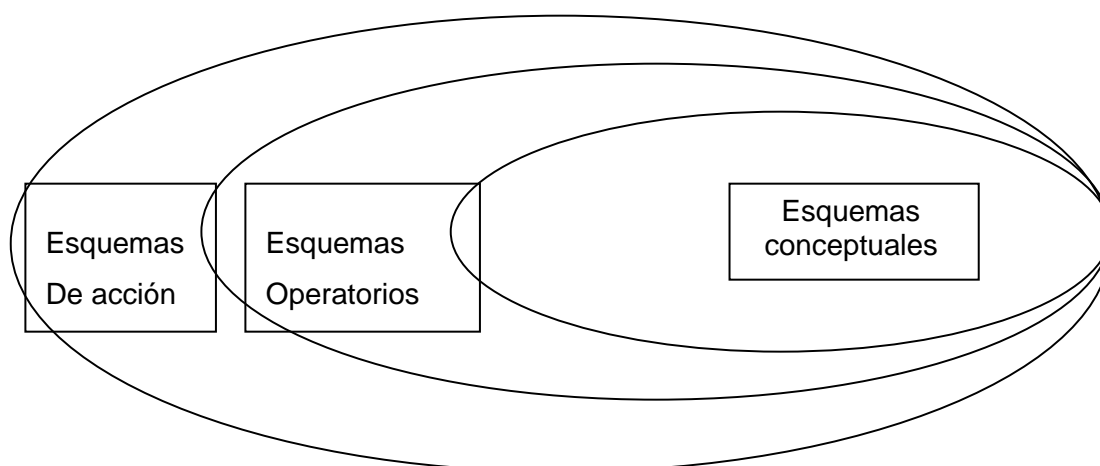 Esquemas
De acción
Esquemas
Operatorios
Esquemas
conceptuales